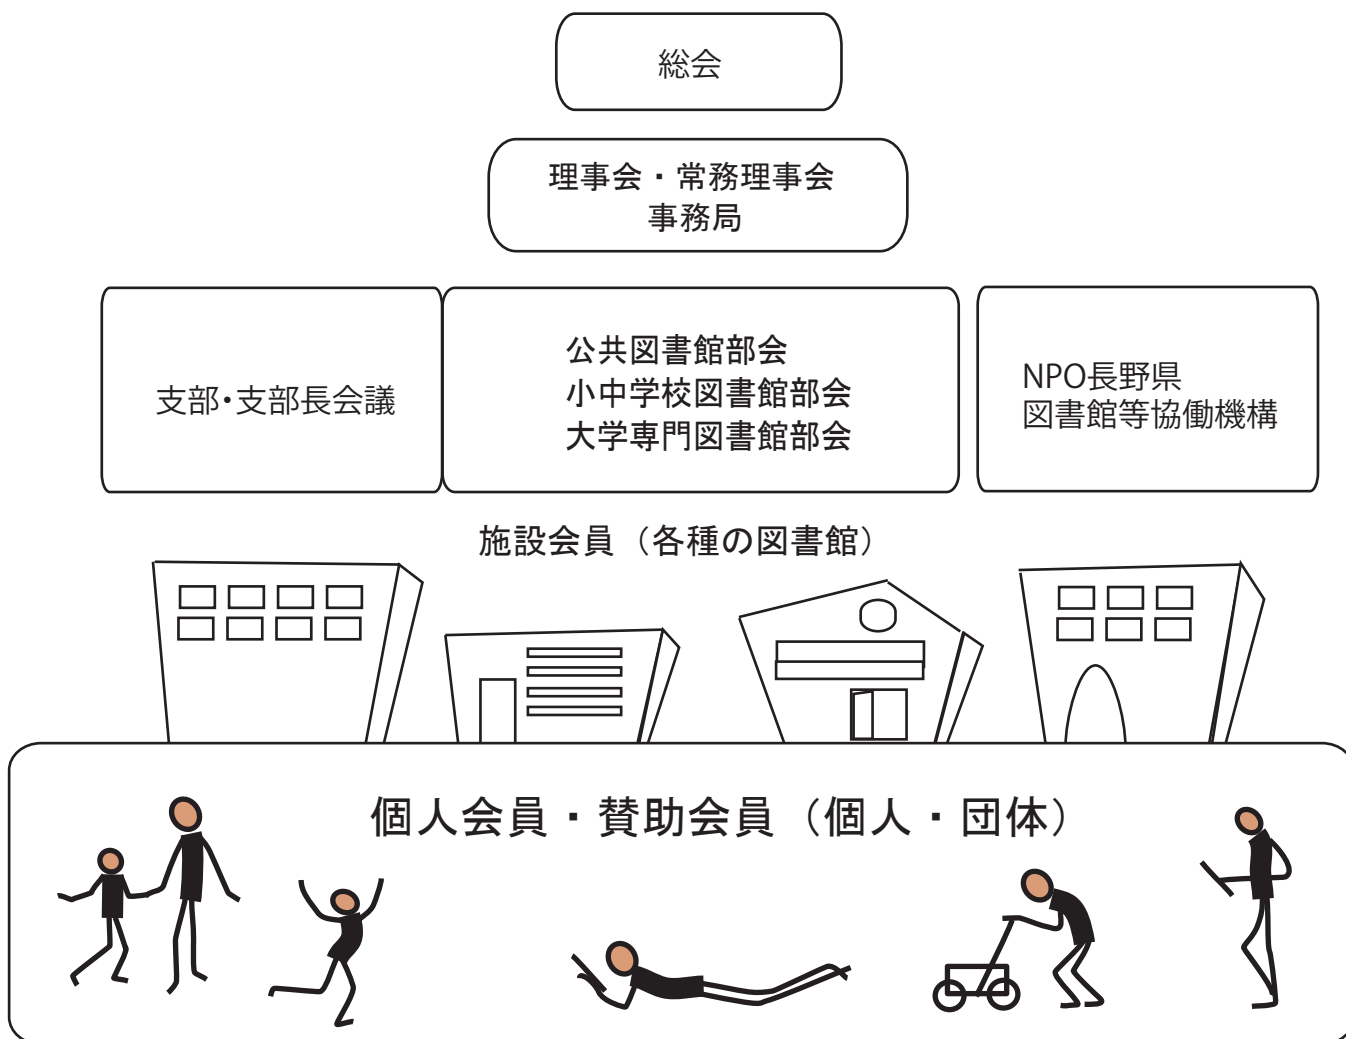 総会
理事会・常務理事会
事務局
支部・支部長会議
公共図書館部会
小中学校図書館部会
大学専門図書館部会
NPO長野県
図書館等協働機構
施設会員（各種の図書館）
個人会員・賛助会員（個人・団体）